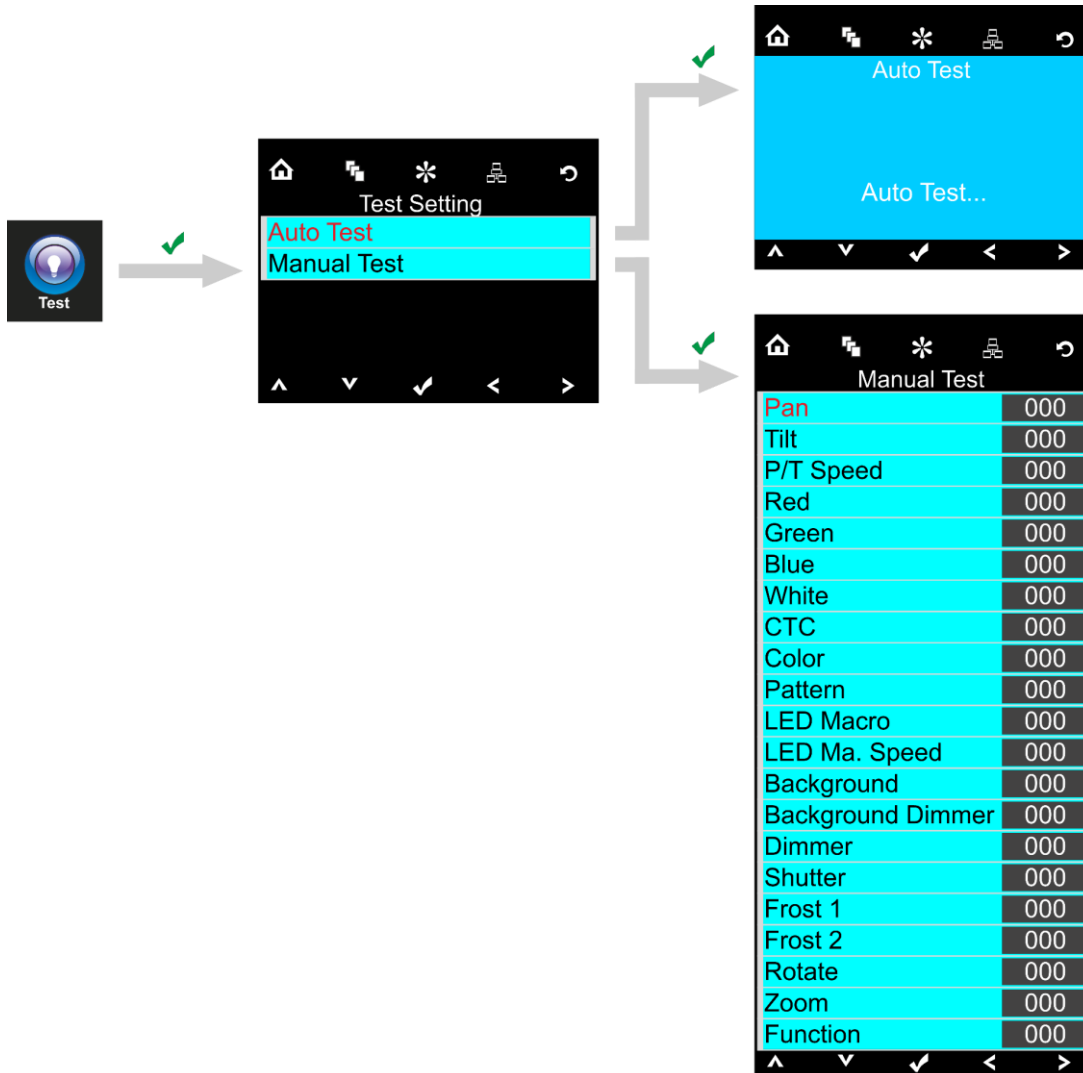 Test
Test Setting
Auto Test
Manual Test
Auto Test
Auto Test...
Manual Test
Pan 000
Tilt 000
P/T Speed 000
Red 000
Green 000
Blue 000
White 000
CTC 000
Color 000
Pattern 000
LED Macro 000
LED Ma. Speed 000
Background 000
Background Dimmer 000
Dimmer 000
Shutter 000
Frost 1 000
Frost 2 000
Rotate 000
Zoom 000
Function 000